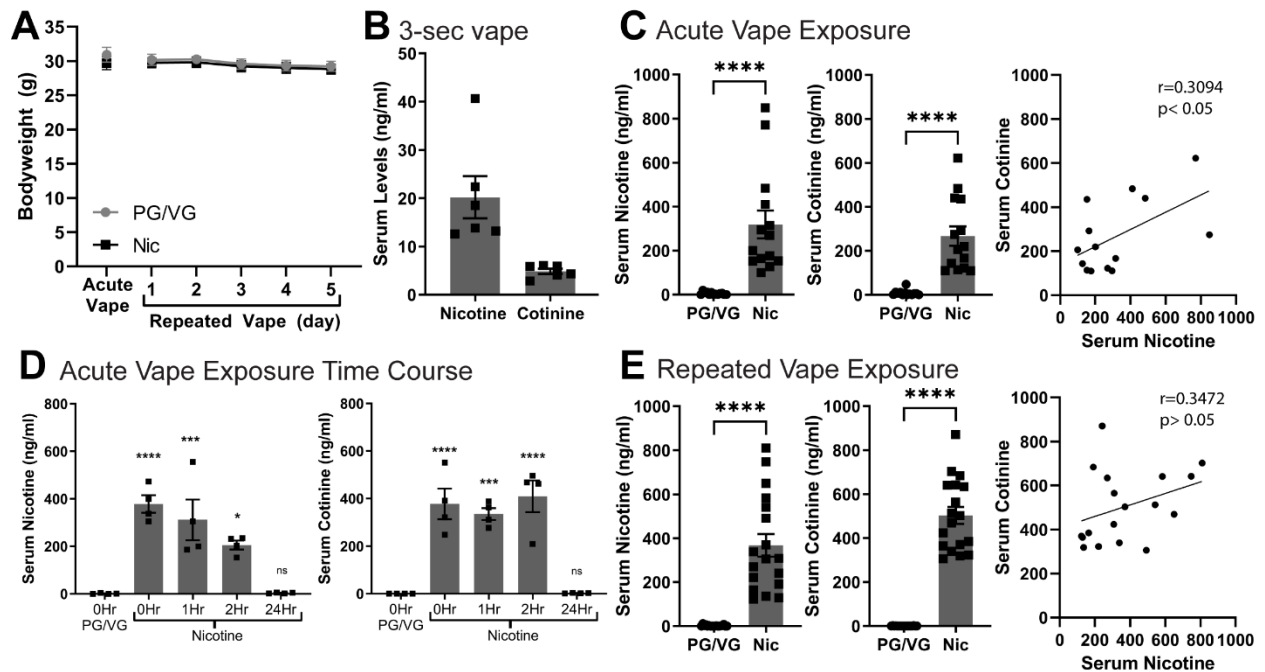 A
35
30
25
20
15
10
5
0
Bodyweight (g)
PG/VG
Nic
Acute
Vape
1 2 3 4 5
Repeated Vape (day)
B 3-sec vape
50
40
30
20
10
0
Serum Levels (ng/ml)
Nicotine Cotinine
C Acute Vape Exposure
1000
800
600
400
200
0
Serum Nicotine (ng/ml)
****
PG/VG Nic
1000
800
600
400
200
0
Serum Cotinine (ng/ml)
****
PG/VG Nic
1000
800
600
400
200
0
Serum Cotinine
r=0.3094
p< 0.05
0 200 400 600 800 1000
Serum Nicotine
D Acute Vape Exposure Time Course
800
600
400
200
0
Serum Nicotine (ng/ml)
****
***
*
ns
0Hr 0Hr 1Hr 2Hr 24Hr
PG/VG Nicotine
800
600
400
200
0
Serum Cotinine (ng/ml)
****
***
****
ns
0Hr 0Hr 1Hr 2Hr 24Hr
PG/VG Nicotine
E Repeated Vape Exposure
1000
800
600
400
200
0
Serum Nicotine (ng/ml)
****
PG/VG Nic
1000
800
600
400
200
0
Serum Cotinine (ng/ml)
****
PG/VG Nic
1000
800
600
400
200
0
Serum Cotinine
r=0.3472
p> 0.05
0 200 400 600 800 1000
Serum Nicotine